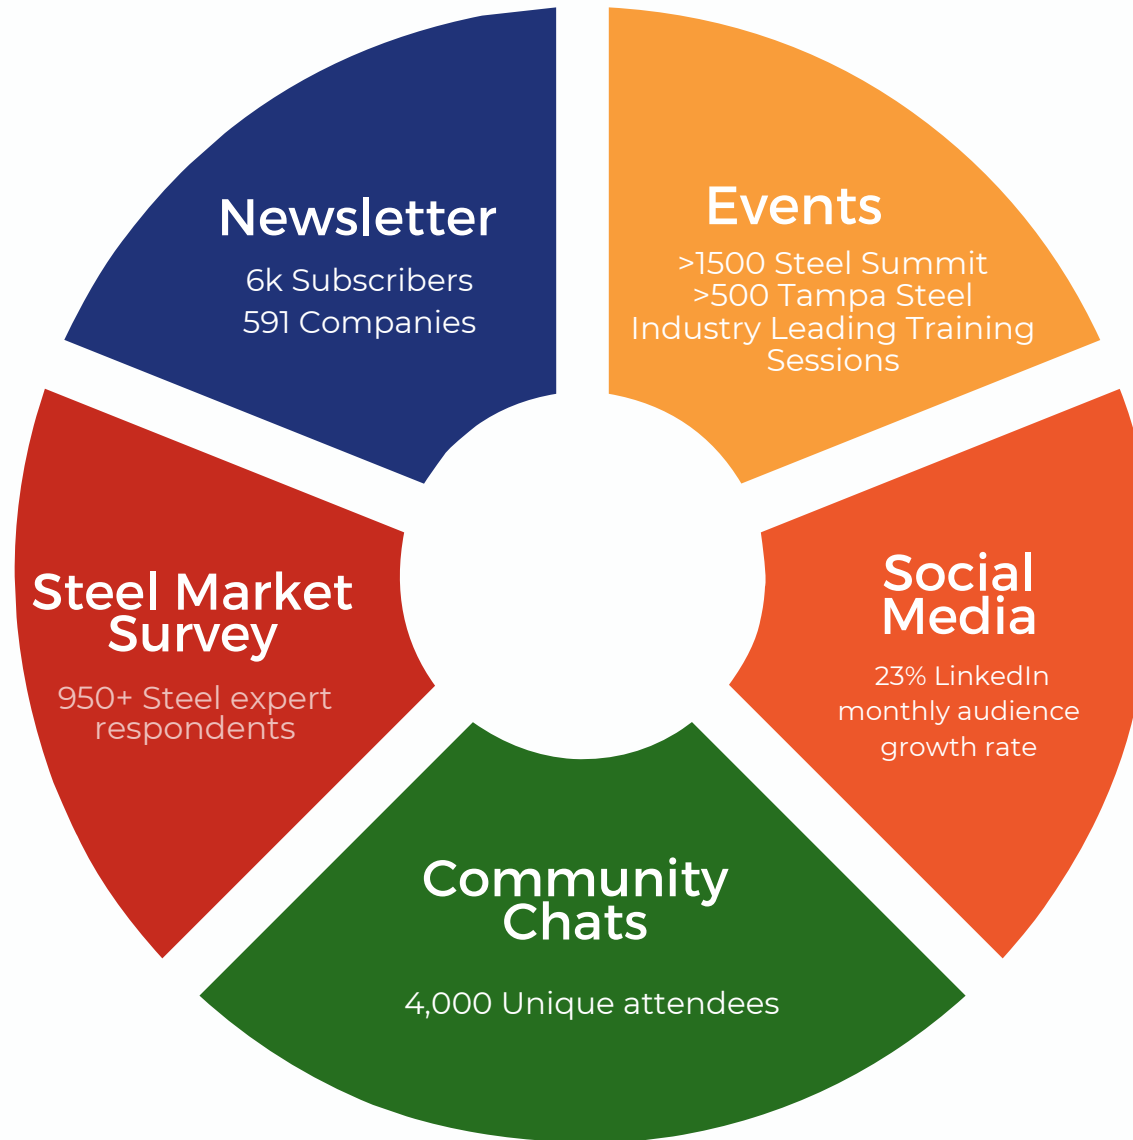 Newsletter
6k Subscribers
591 Companies
Events
>1500 Steel Summit
>500 Tampa Steel
Industry Leading Training
Sessions
Steel Market
Survey
950+ Steel expert
respondents
Social
Media
23% LinkedIn
monthly audience
growth rate
Community
Chats
4,000 Unique attendees